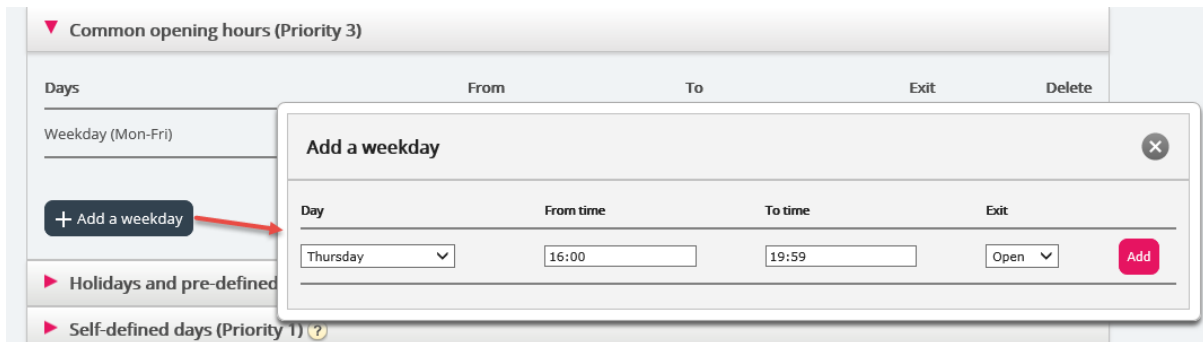 Common opening hours (Priority 3)
Days From To Exit Delete
Weekday (Mon-Fri)
Add a weekday
+ Add a weekday
Day From time To time Exit
Thursday 16:00 19:59 Open Add
Holidays and pre-defined
Self-defined days (Priority 1) ?